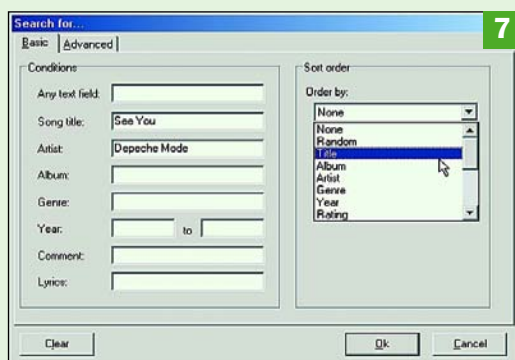 Search for...
7
Basic
Advanced
Conditions
Any text field:
Song title: See You
Artist: Depeche Mode
Album:
Genre:
Year: to
Comment:
Lyrics:
Sort order
Order by:
None
None
Random
Title
Album
Artist
Genre
Year
Rating
Clear
Ok
Cancel